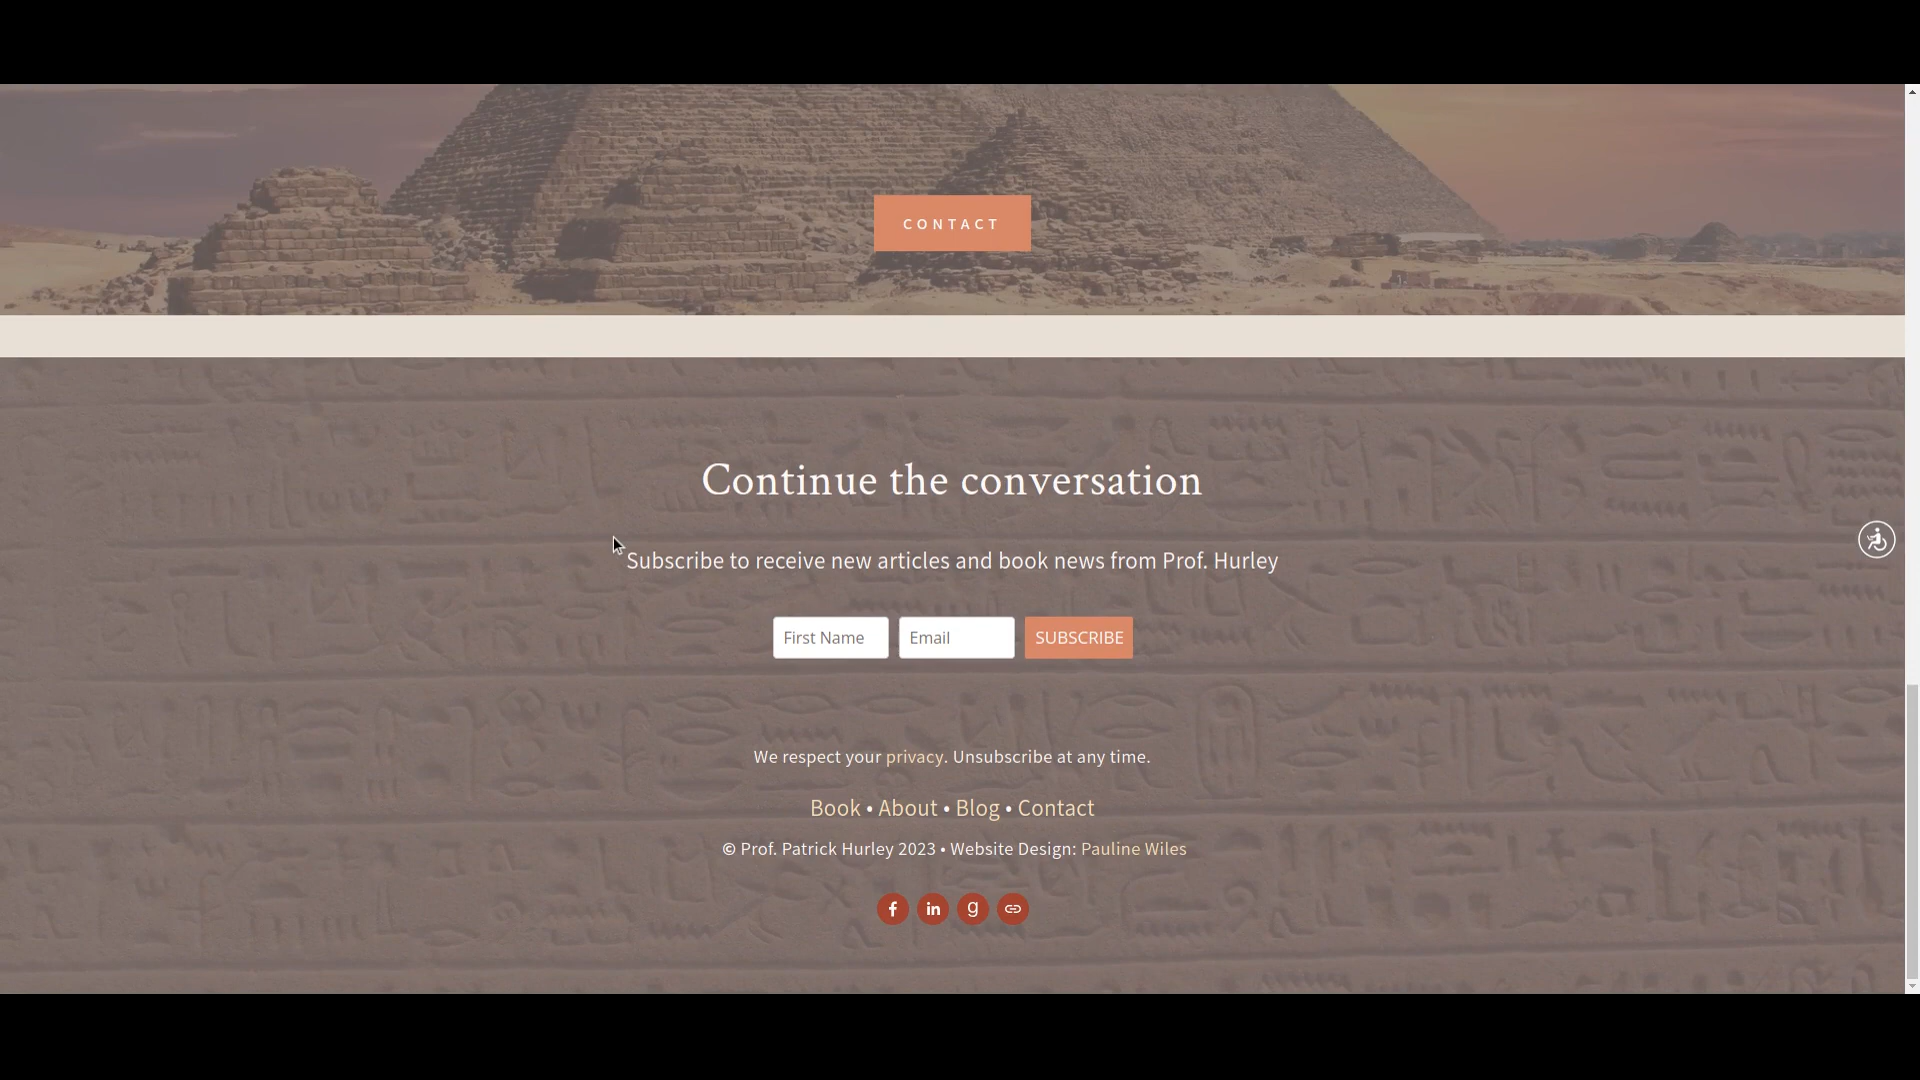 CONTACT
Continue the conversation
Subscribe to receive new articles and book news from Prof. Hurley
First Name Email SUBSCRIBE
We respect your privacy. Unsubscribe at any time.
Book • About • Blog • Contact
© Prof. Patrick Hurley 2023 • Website Design: Pauline Wiles